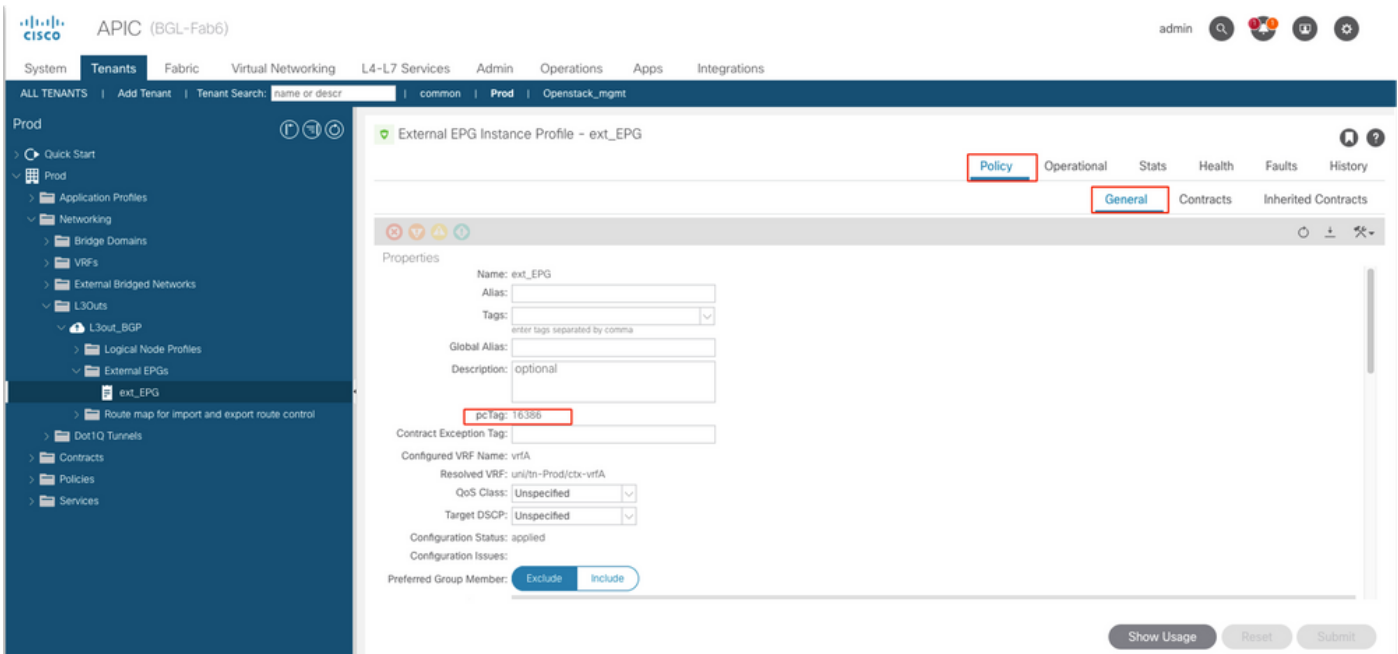 cisco
APIC (BGL-Fab6)
admin
System Tenants Fabric Virtual Networking L4-L7 Services Admin Operations Apps Integrations
ALL TENANTS | Add Tenant | Tenant Search: name or descr | common | Prod | Openstack_mgmt
Prod
Quick Start
Prod
Application Profiles
Networking
Bridge Domains
VRFs
External Bridged Networks
L3Outs
L3out_BGP
Logical Node Profiles
External EPGs
ext_EPG
Route map for import and export route control
Dot1Q Tunnels
Contracts
Policies
Services
External EPG Instance Profile - ext_EPG
Policy Operational Stats Health Faults History
General Contracts Inherited Contracts
Properties
Name: ext_EPG
Alias:
Tags:
enter tags separated by comma
Global Alias:
Description: optional
pcTag: 16386
Contract Exception Tag:
Configured VRF Name: vrfA
Resolved VRF: uni/tn-Prod/ctx-vrfA
QoS Class: Unspecified
Target DSCP: Unspecified
Configuration Status: applied
Configuration Issues:
Preferred Group Member: Exclude Include
Show Usage Reset Submit